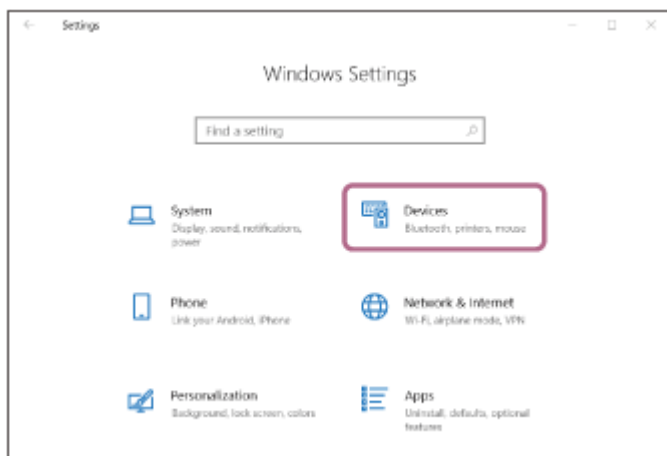 Settings
Windows Settings
Find a setting
System
Display, sound, notifications,
power
Devices
Bluetooth, printers, mouse
Phone
Link your Android, iPhone
Network & Internet
Wi-Fi, airplane mode, VPN
Personalization
Background, lock screen, colors
Apps
Uninstall, defaults, optional
features